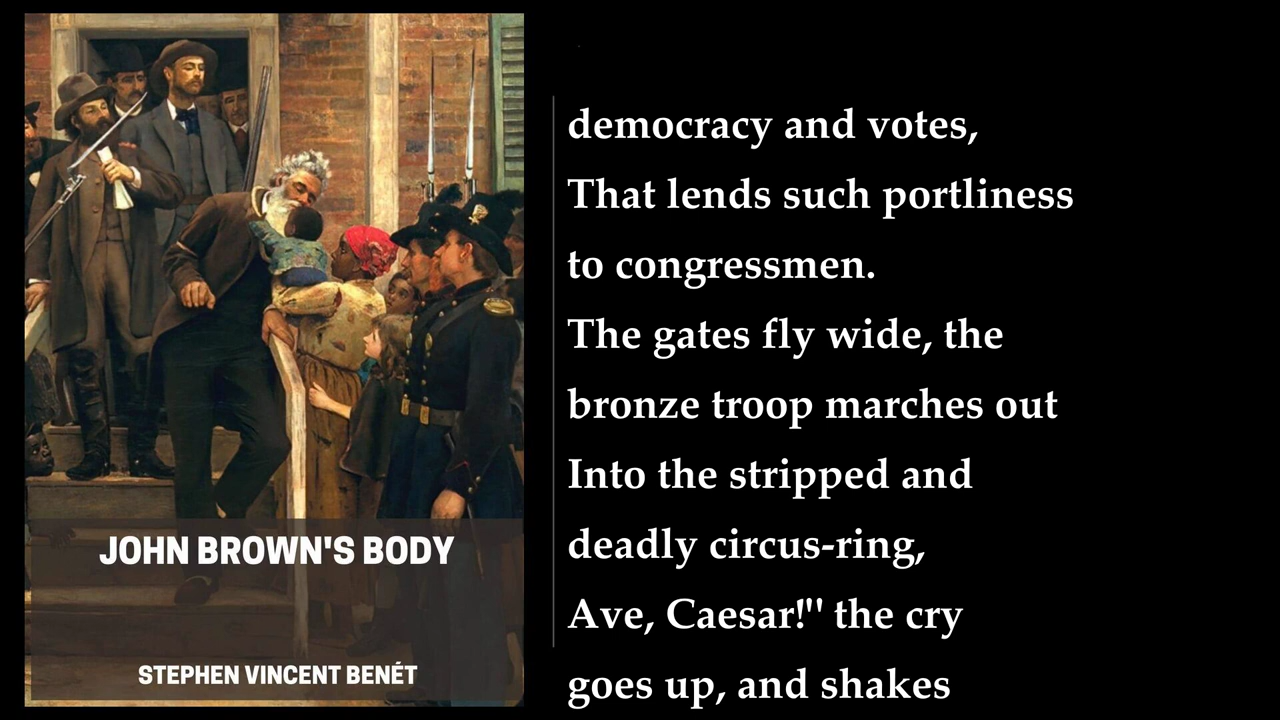 JOHN BROWN'S BODY
STEPHEN VINCENT BENÉT
democracy and votes,
That lends such portliness
to congressmen.
The gates fly wide, the
bronze troop marches out
Into the stripped and
deadly circus-ring,
Ave, Caesar!" the cry
goes up, and shakes